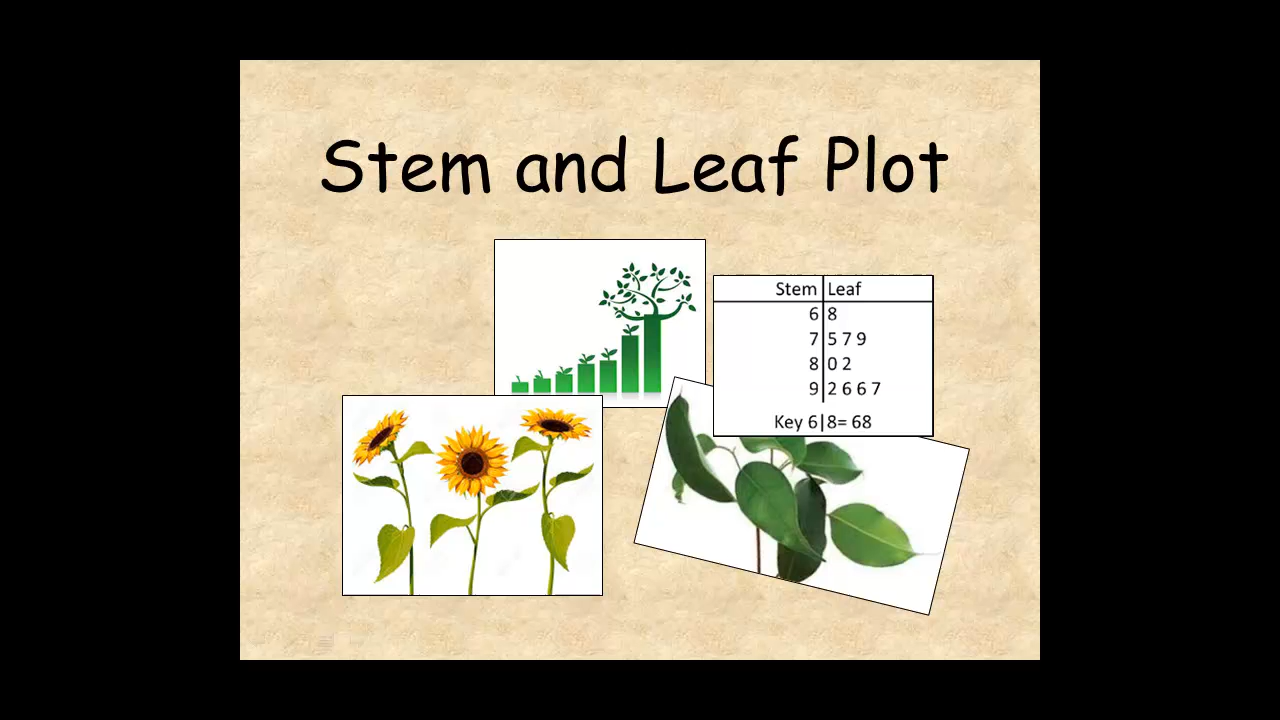 Stem and Leaf Plot
Stem Leaf
6 8
7 5 7 9
8 0 2
9 2 6 6 7
Key 6|8= 68